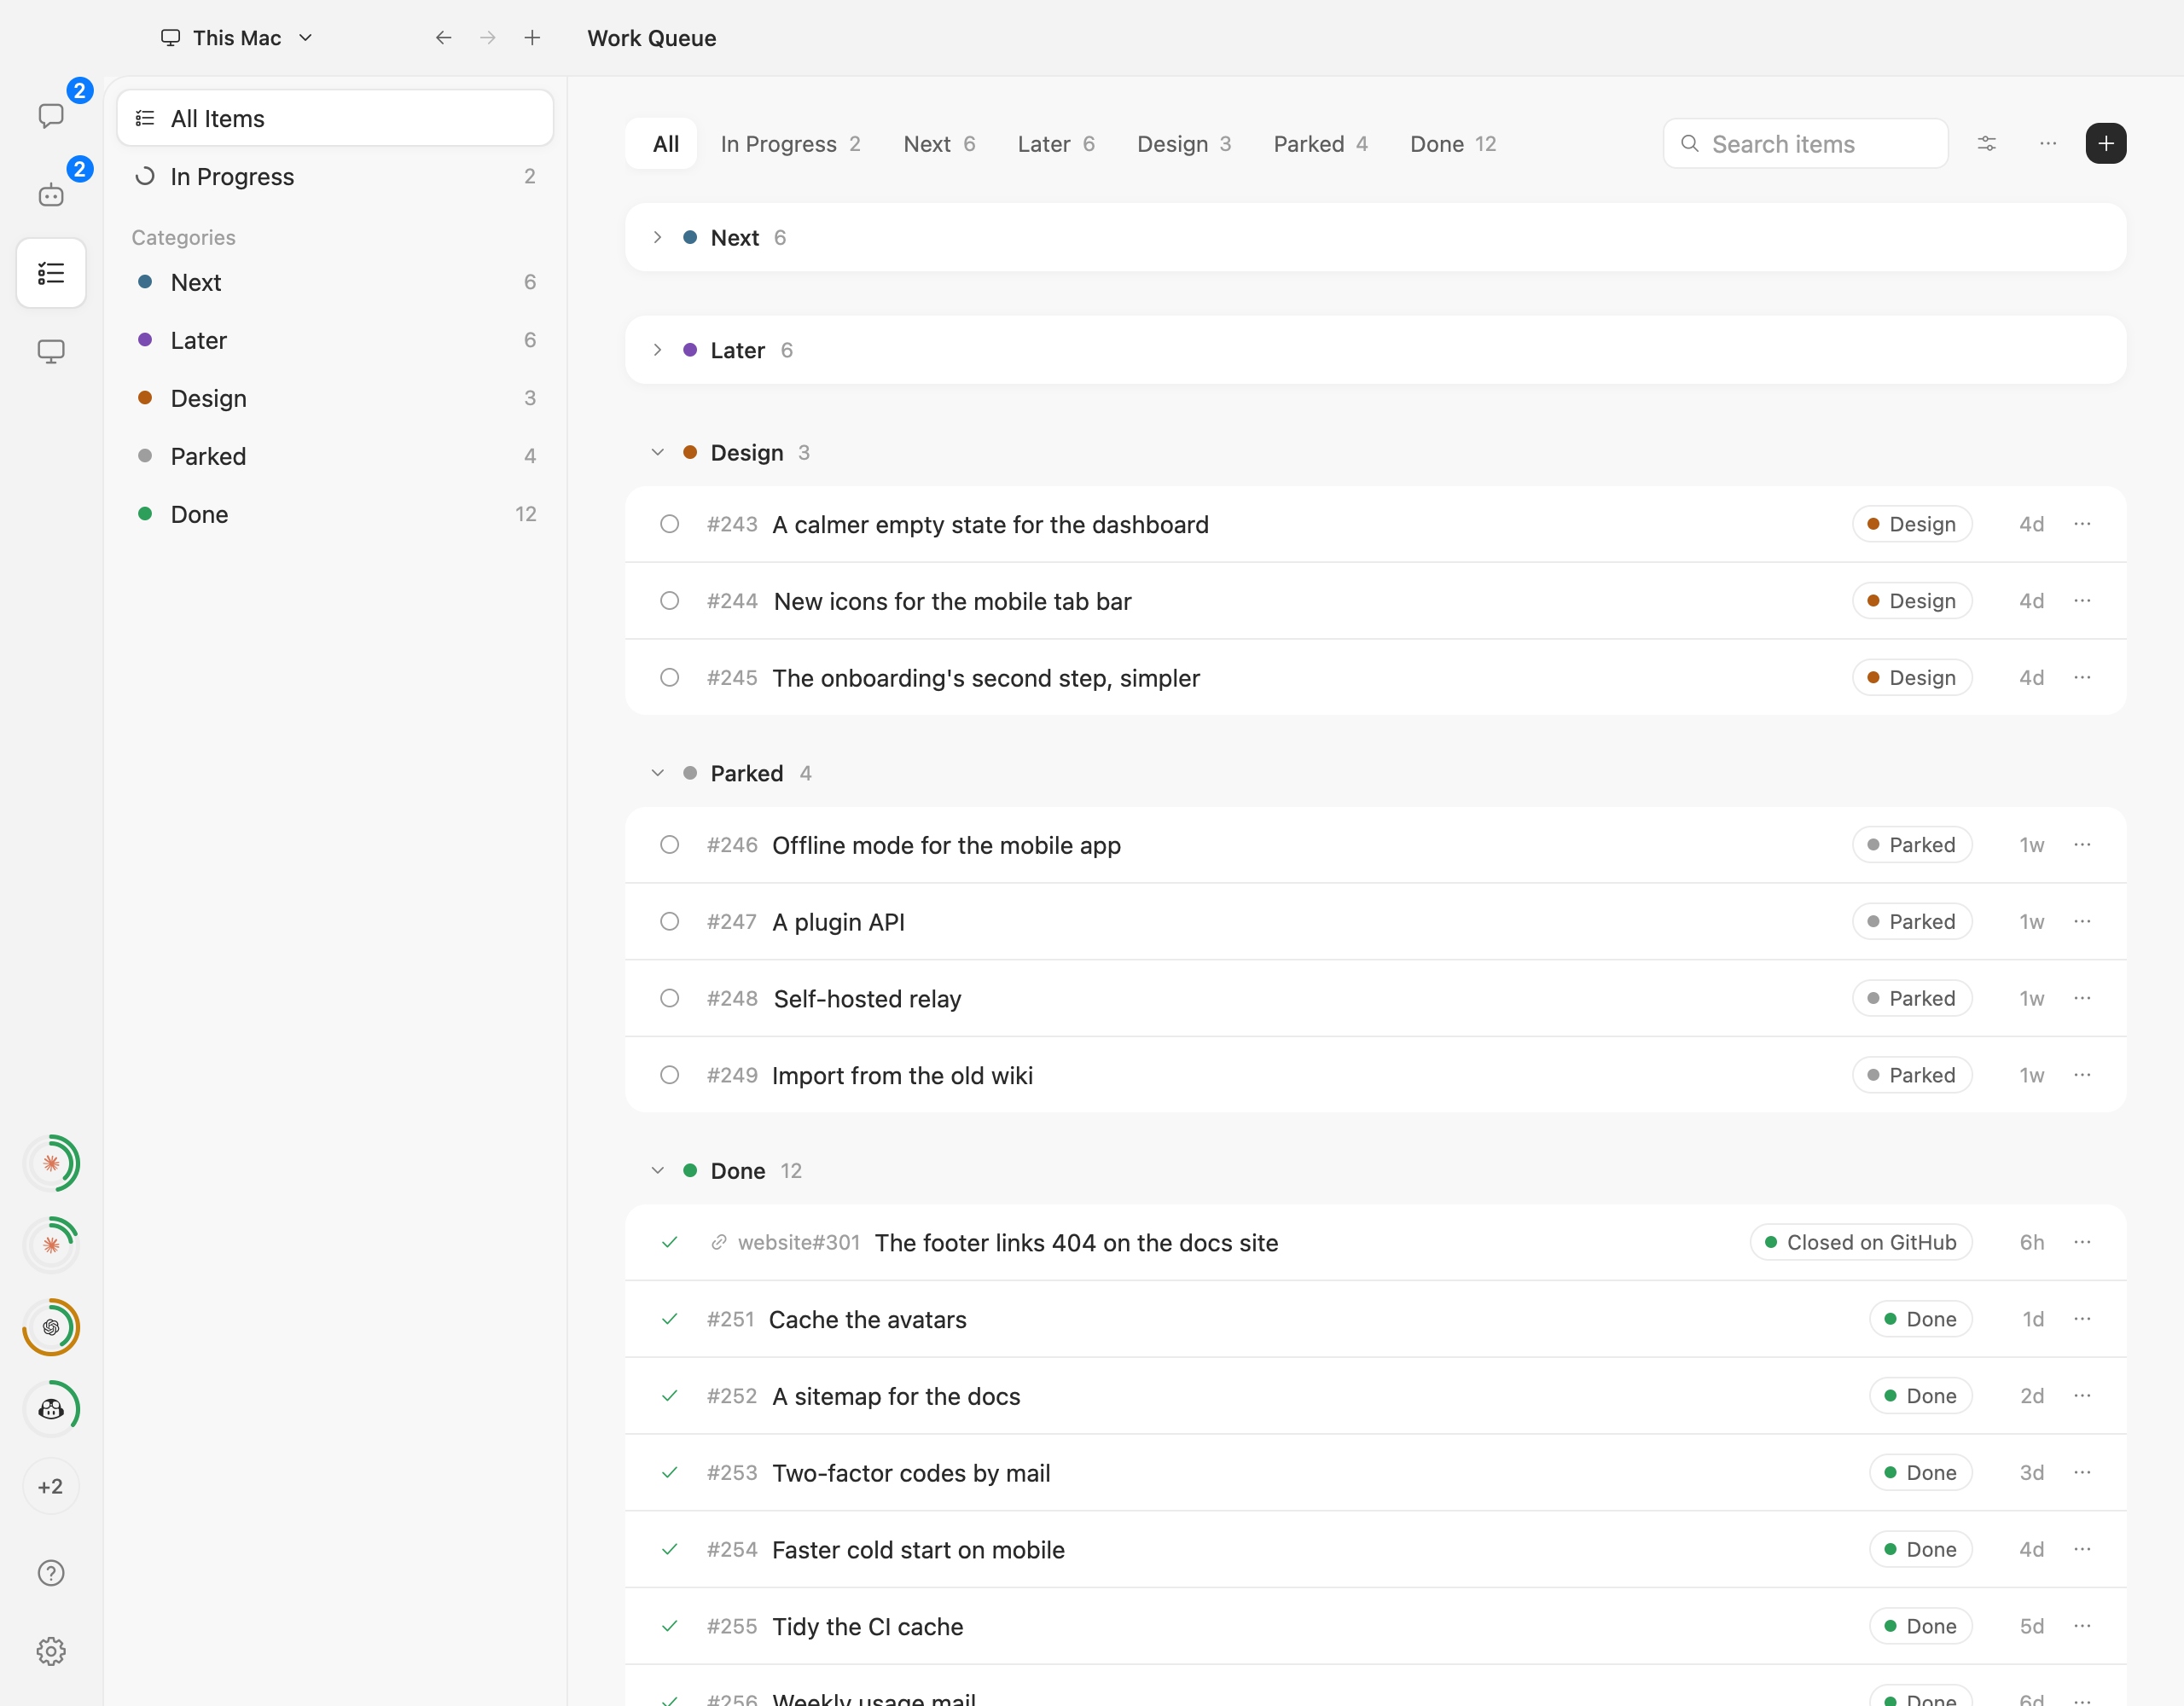 This Mac
Work Queue
2
2
+2
All Items
In Progress 2
Categories
Next 6
Later 6
Design 3
Parked 4
Done 12
All In Progress 2 Next 6 Later 6 Design 3 Parked 4 Done 12 Search items
Next 6
Later 6
Design 3
#243 A calmer empty state for the dashboard Design 4d
#244 New icons for the mobile tab bar Design 4d
#245 The onboarding's second step, simpler Design 4d
Parked 4
#246 Offline mode for the mobile app Parked 1w
#247 A plugin API Parked 1w
#248 Self-hosted relay Parked 1w
#249 Import from the old wiki Parked 1w
Done 12
website#301 The footer links 404 on the docs site Closed on GitHub 6h
#251 Cache the avatars Done 1d
#252 A sitemap for the docs Done 2d
#253 Two-factor codes by mail Done 3d
#254 Faster cold start on mobile Done 4d
#255 Tidy the CI cache Done 5d
#256 Weekly usage mail Done 6d